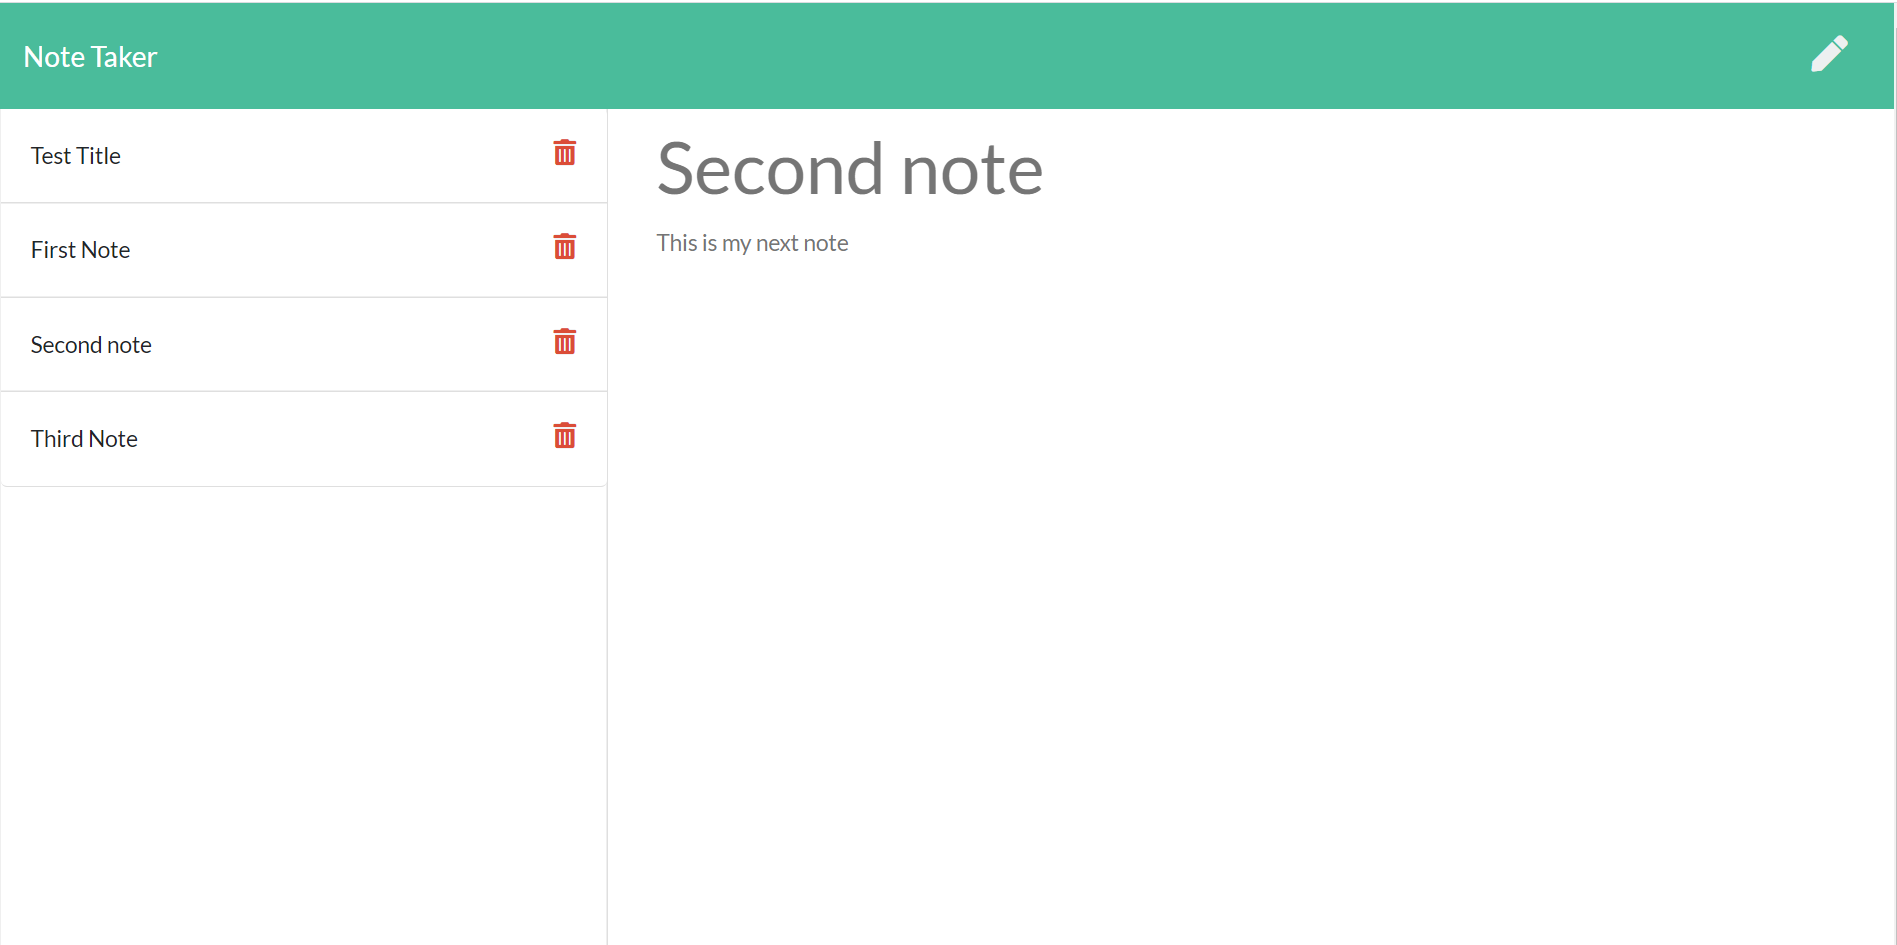 Note Taker
Test Title
First Note
Second note
Third Note
Second note
This is my next note